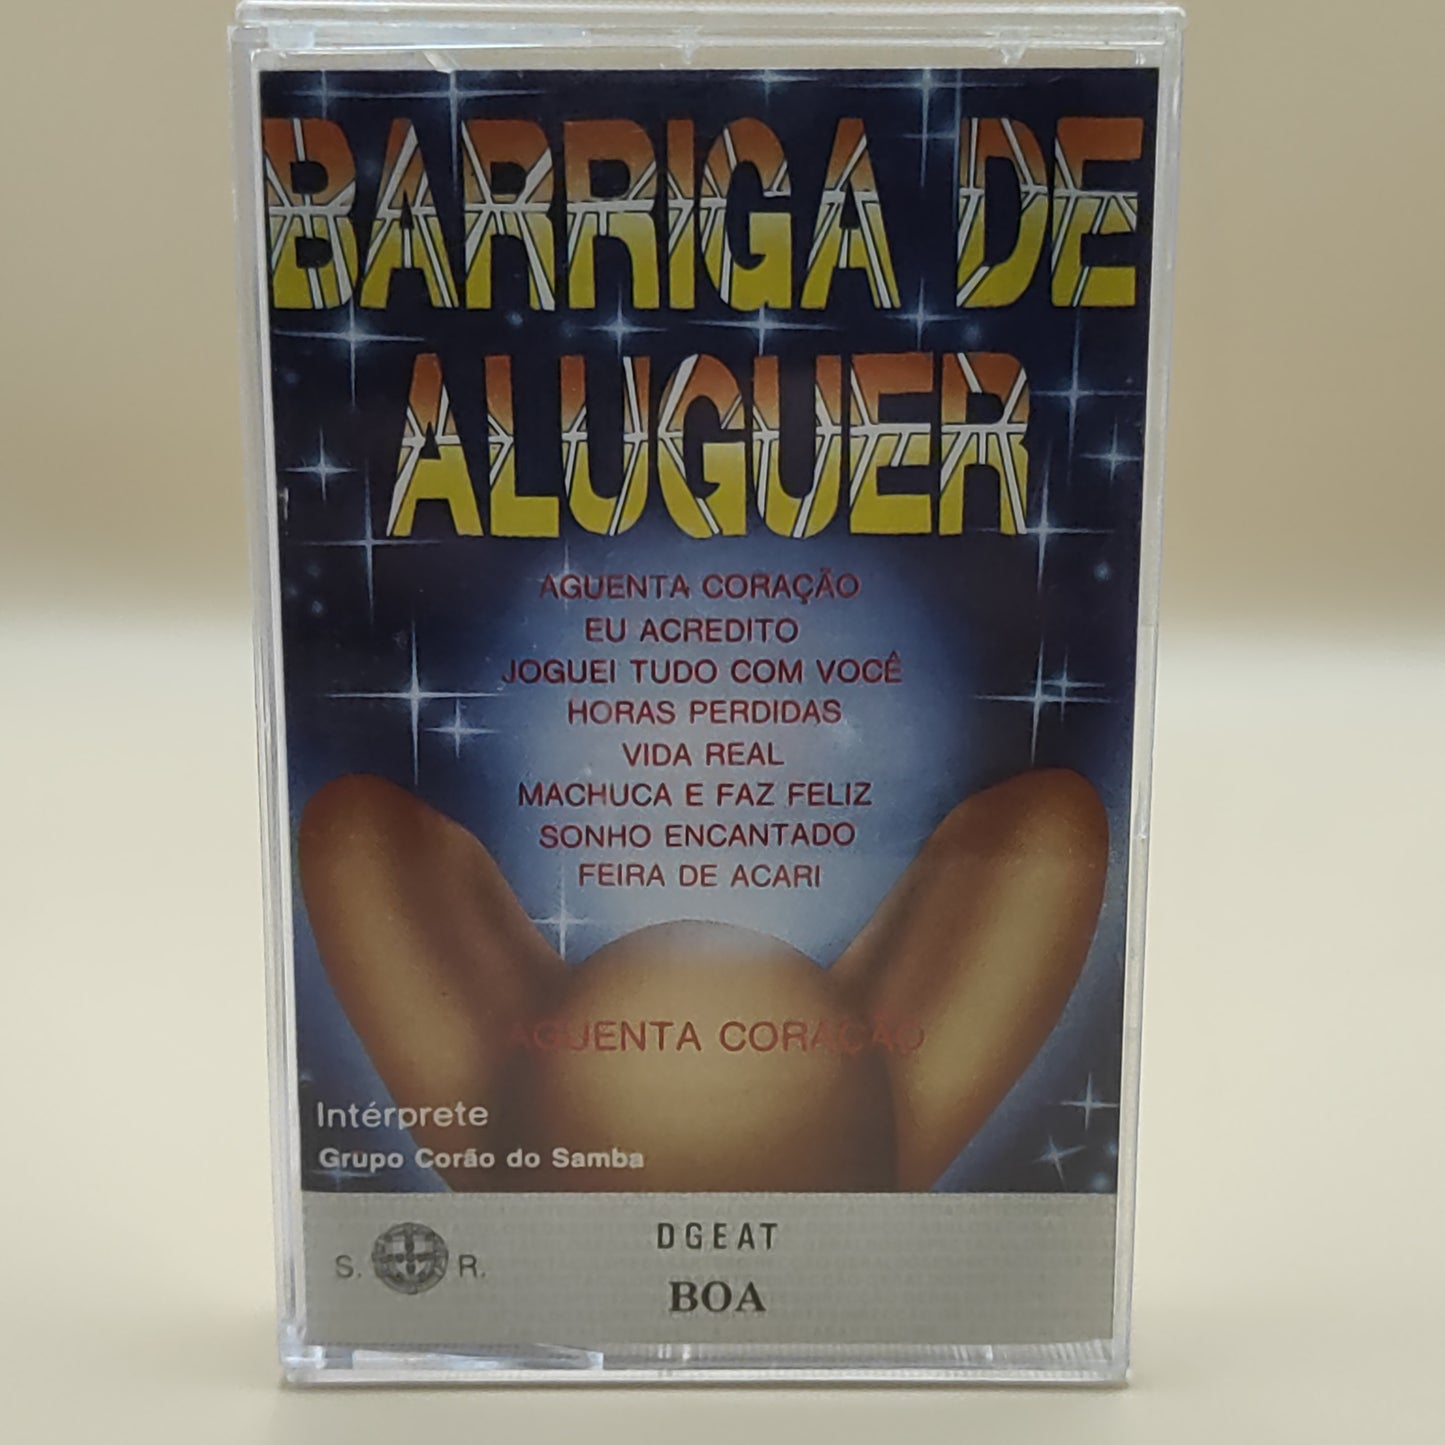 BARRIGA DE
ALUGUER
AGUENTA CORAÇÃO
EU ACREDITO
JOGUEI TUDO COM VOCÊ
HORAS PERDIDAS
VIDA REAL
MACHUCA E FAZ FELIZ
SONHO ENCANTADO
FEIRA DE ACARI
AGUENTA CORAÇÃO
Intérprete
Grupo Corão do Samba
DGEAT
S. R.
BOA